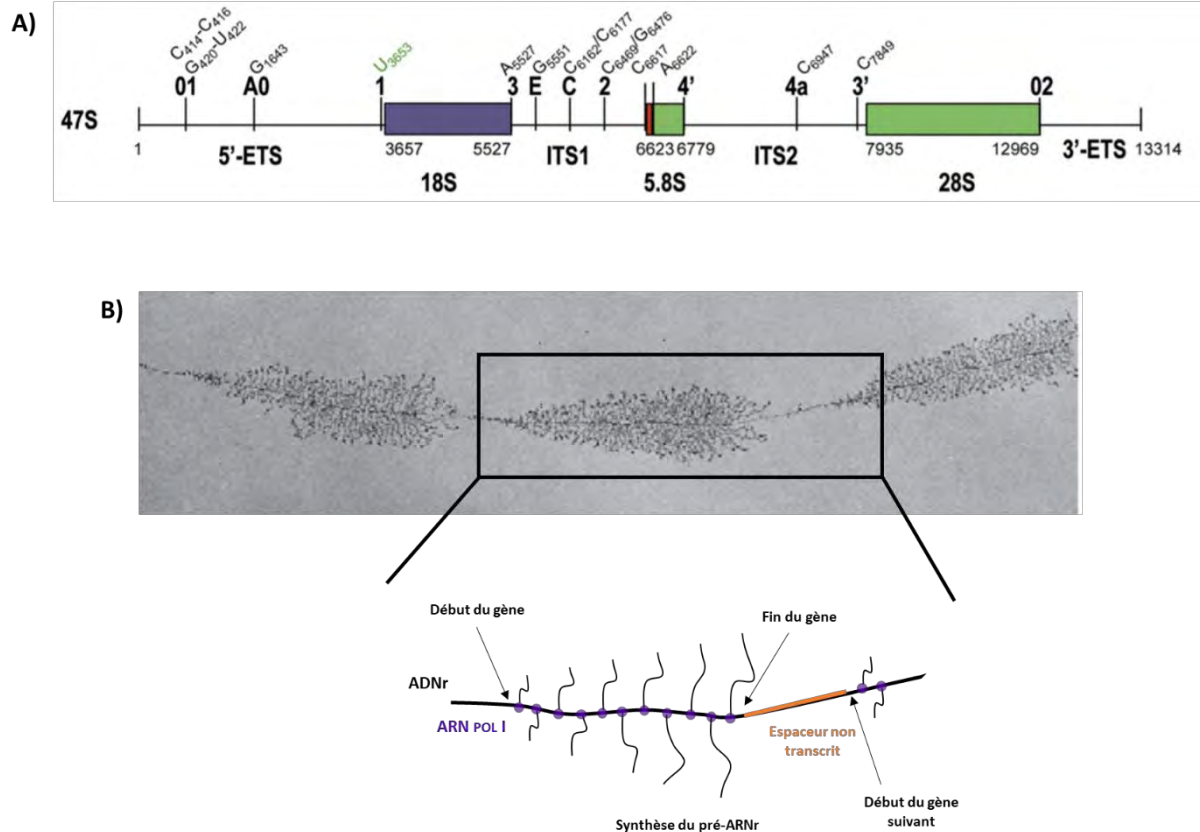 A)
C414-C416
G420-U422
G1643
U3653
A5527
G5551
C6162/C6177
C6469/G6476
C6617
A6622
C6947
C7849
01 A0 1 3 E C 2 4' 4a 3' 02
47S
1 3657 5527 6623 6779 7935 12969 13314
5'-ETS ITS1 ITS2 3'-ETS
18S 5.8S 28S
B)
Début du gène
Fin du gène
ADNr
ARN POL I
Espaceur non
transcrit
Début du gène
suivant
Synthèse du pré-ARNr